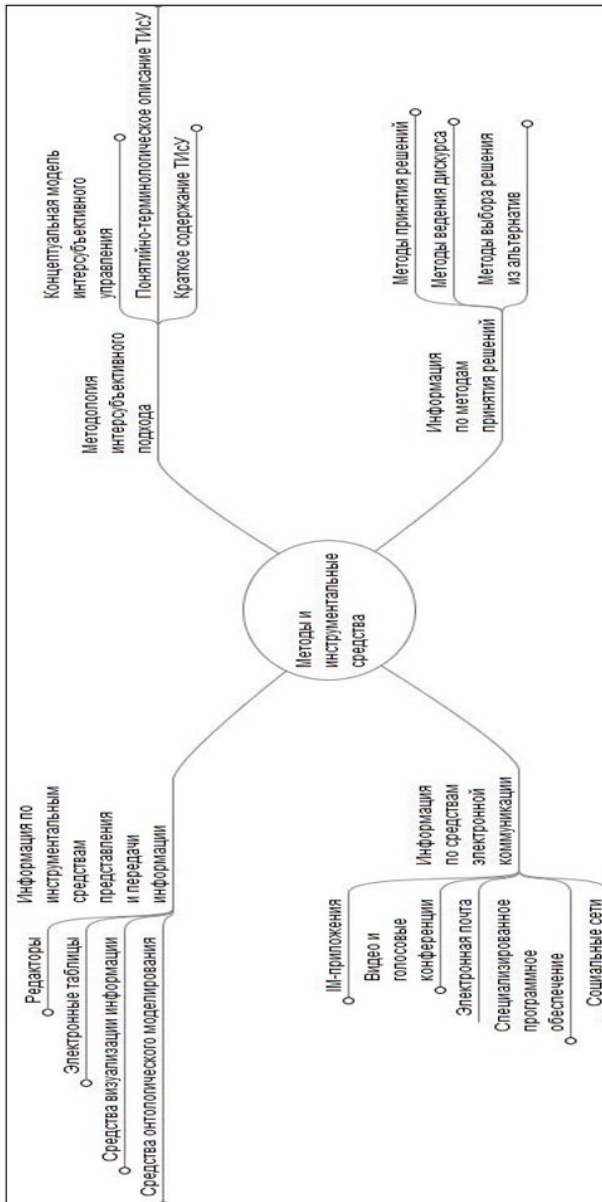 Информация по
инструментальным
средствам
представления
и передачи
информации
Редакторы
Электронные таблицы
Средства визуализации информации
Средства онтологического моделирования
Методология
интерсубъективного
подхода
Концептуальная модель
интерсубъективного
управления
Понятийно-терминологическое описание ТИсУ
Краткое содержание ТИсУ
Методы и
инструментальные
средства
Информация
по средствам
электронной
коммуникации
IM-приложения
Видео и
голосовые
конференции
Электронная почта
Специализированное
программное
обеспечение
Социальные сети
Информация
по методам
принятия решений
Методы принятия решений
Методы ведения дискурса
Методы выбора решения
из альтернатив